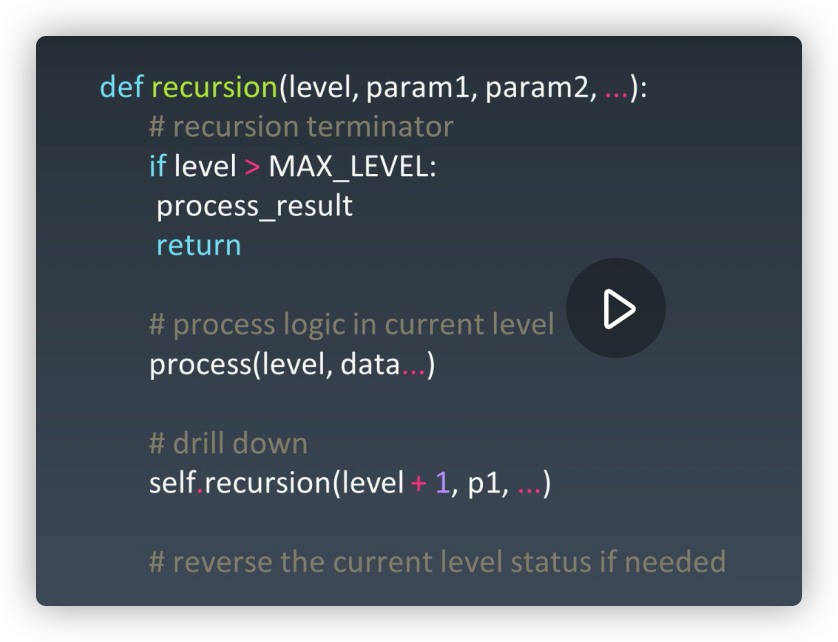 def recursion(level, param1, param2, ...):
# recursion terminator
if level > MAX_LEVEL:
process_result
return
# process logic in current level
process(level, data...)
# drill down
self.recursion(level + 1, p1, ...)
# reverse the current level status if needed